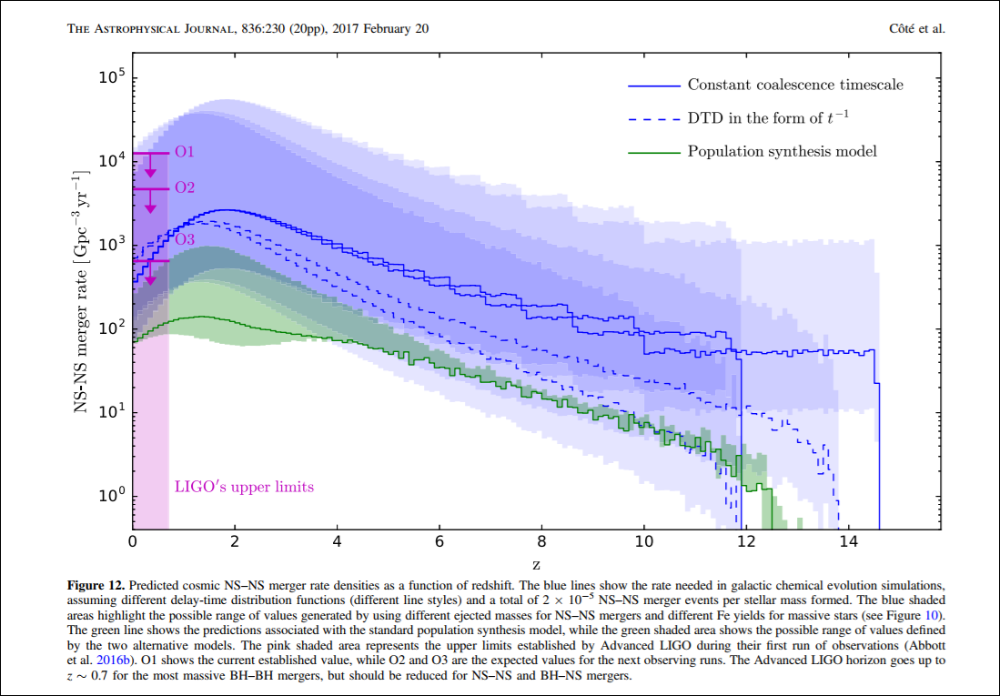 THE ASTROPHYSICAL JOURNAL, 836:230 (20pp), 2017 February 20
Côté et al.
10⁵
10⁴
10³
10²
10¹
10⁰
NS-NS merger rate [Gpc⁻³ yr⁻¹]
Constant coalescence timescale
DTD in the form of t⁻¹
Population synthesis model
O1
O2
O3
LIGO′s upper limits
0 2 4 6 8 10 12 14
z
Figure 12. Predicted cosmic NS–NS merger rate densities as a function of redshift. The blue lines show the rate needed in galactic chemical evolution simulations,
assuming different delay-time distribution functions (different line styles) and a total of 2 × 10⁻⁵ NS–NS merger events per stellar mass formed. The blue shaded
areas highlight the possible range of values generated by using different ejected masses for NS–NS mergers and different Fe yields for massive stars (see Figure 10).
The green line shows the predictions associated with the standard population synthesis model, while the green shaded area shows the possible range of values defined
by the two alternative models. The pink shaded area represents the upper limits established by Advanced LIGO during their first run of observations (Abbott
et al. 2016b). O1 shows the current established value, while O2 and O3 are the expected values for the next observing runs. The Advanced LIGO horizon goes up to
z ∼ 0.7 for the most massive BH–BH mergers, but should be reduced for NS–NS and BH–NS mergers.